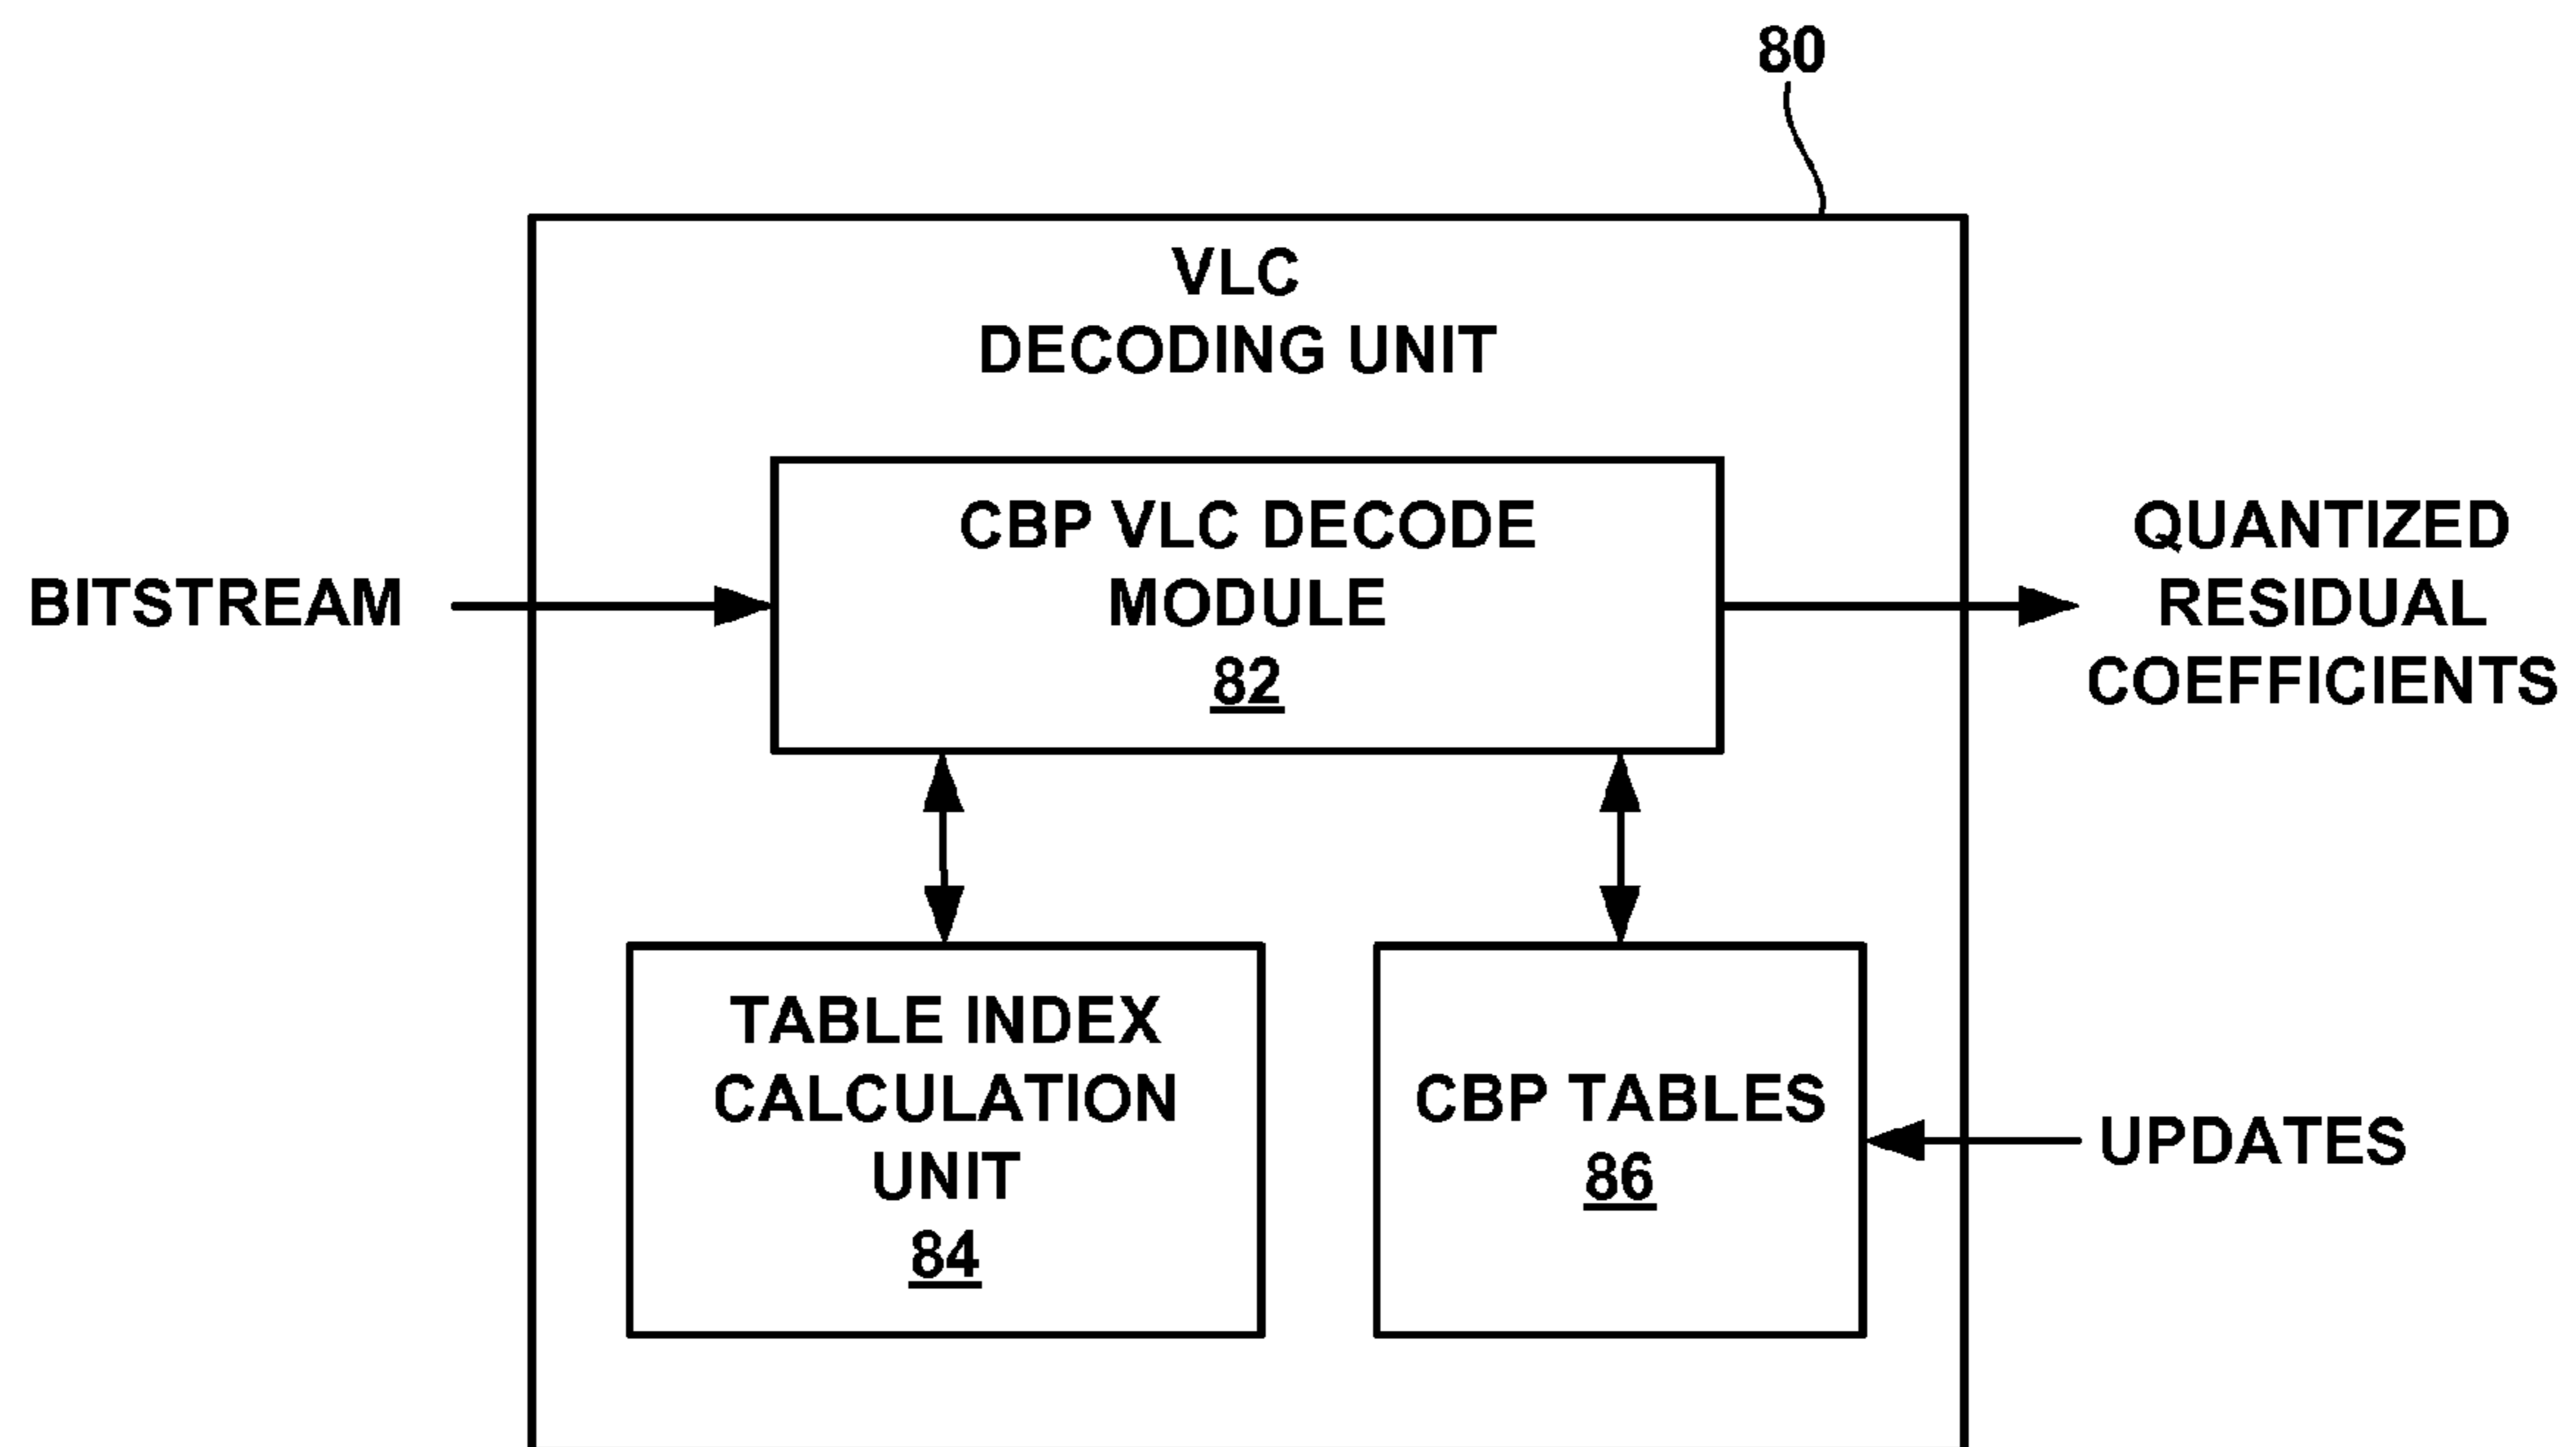 80
VLC
DECODING UNIT
CBP VLC DECODE
MODULE
82
BITSTREAM
QUANTIZED
RESIDUAL
COEFFICIENTS
TABLE INDEX
CALCULATION
UNIT
84
CBP TABLES
86
UPDATES